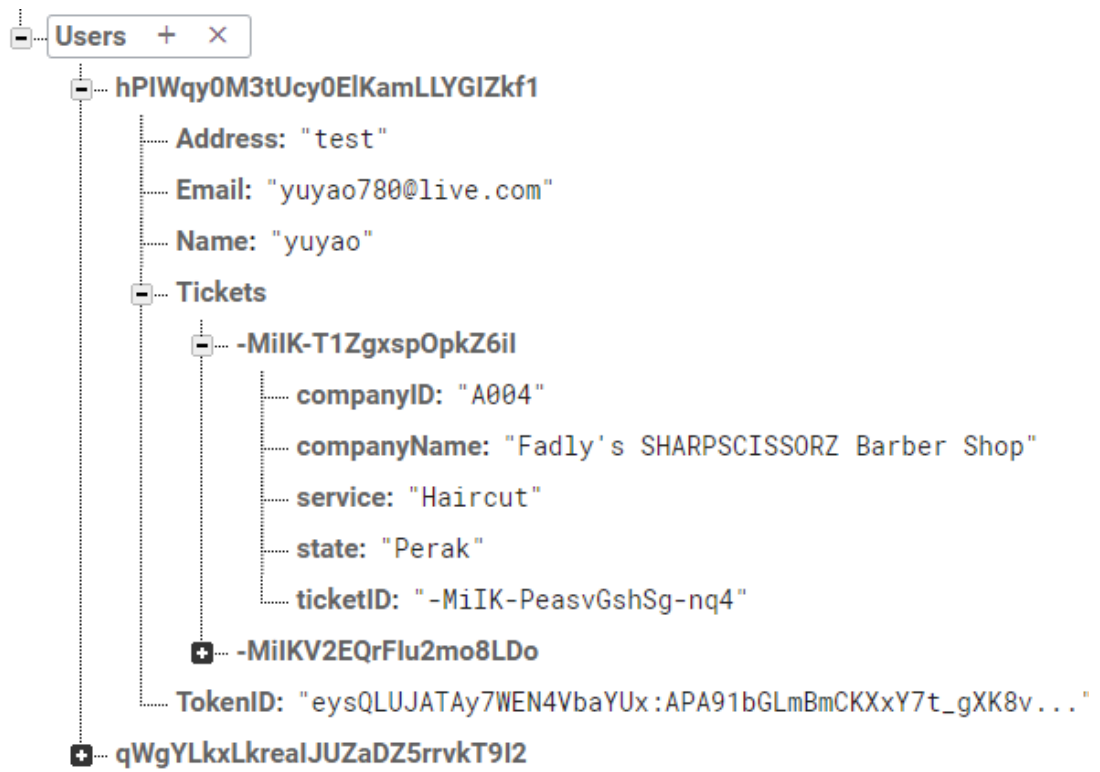 Users + ×
hPIWqy0M3tUcy0ElKamLLYGIZkf1
Address: "test"
Email: "yuyao780@live.com"
Name: "yuyao"
Tickets
-MiIK-T1ZgxspOpkZ6iI
companyID: "A004"
companyName: "Fadly's SHARPSCISSORZ Barber Shop"
service: "Haircut"
state: "Perak"
ticketID: "-MiIK-PeasvGshSg-nq4"
-MiIKV2EQrFlu2mo8LDo
TokenID: "eysQLUJATAy7WEN4VbaYUx:APA91bGLmBmCKXxY7t_gXK8v..."
qWgYLkxLkreaIJUZaDZ5rrvkT9I2